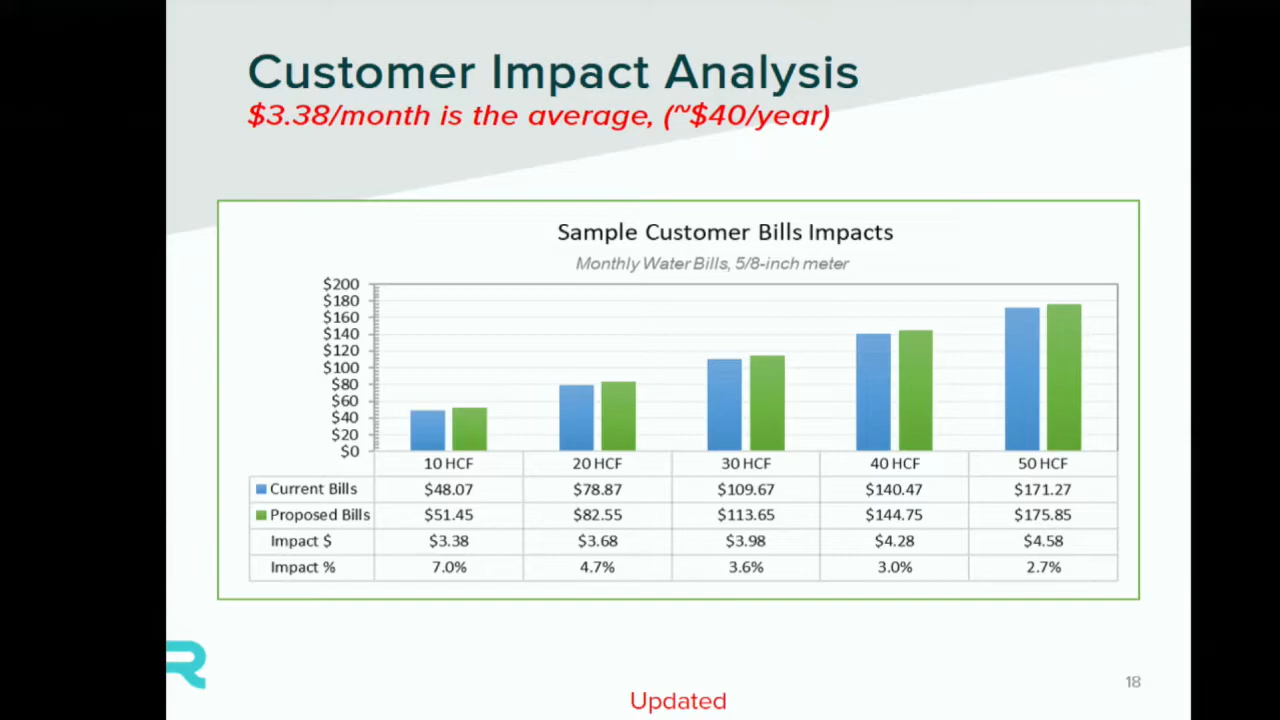 Customer Impact Analysis
$3.38/month is the average, (~$40/year)
Sample Customer Bills Impacts
Monthly Water Bills, 5/8-inch meter
$200
$180
$160
$140
$120
$100
$80
$60
$40
$20
$0
10 HCF 20 HCF 30 HCF 40 HCF 50 HCF
Current Bills $48.07 $78.87 $109.67 $140.47 $171.27
Proposed Bills $51.45 $82.55 $113.65 $144.75 $175.85
Impact $ $3.38 $3.68 $3.98 $4.28 $4.58
Impact % 7.0% 4.7% 3.6% 3.0% 2.7%
R
18
Updated